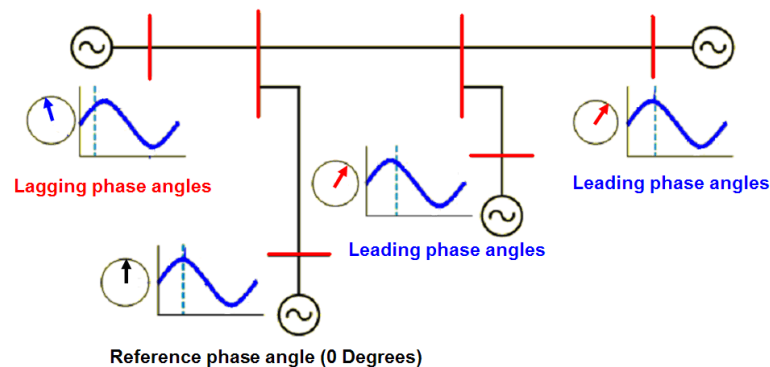 Lagging phase angles
Leading phase angles
Leading phase angles
Reference phase angle (0 Degrees)